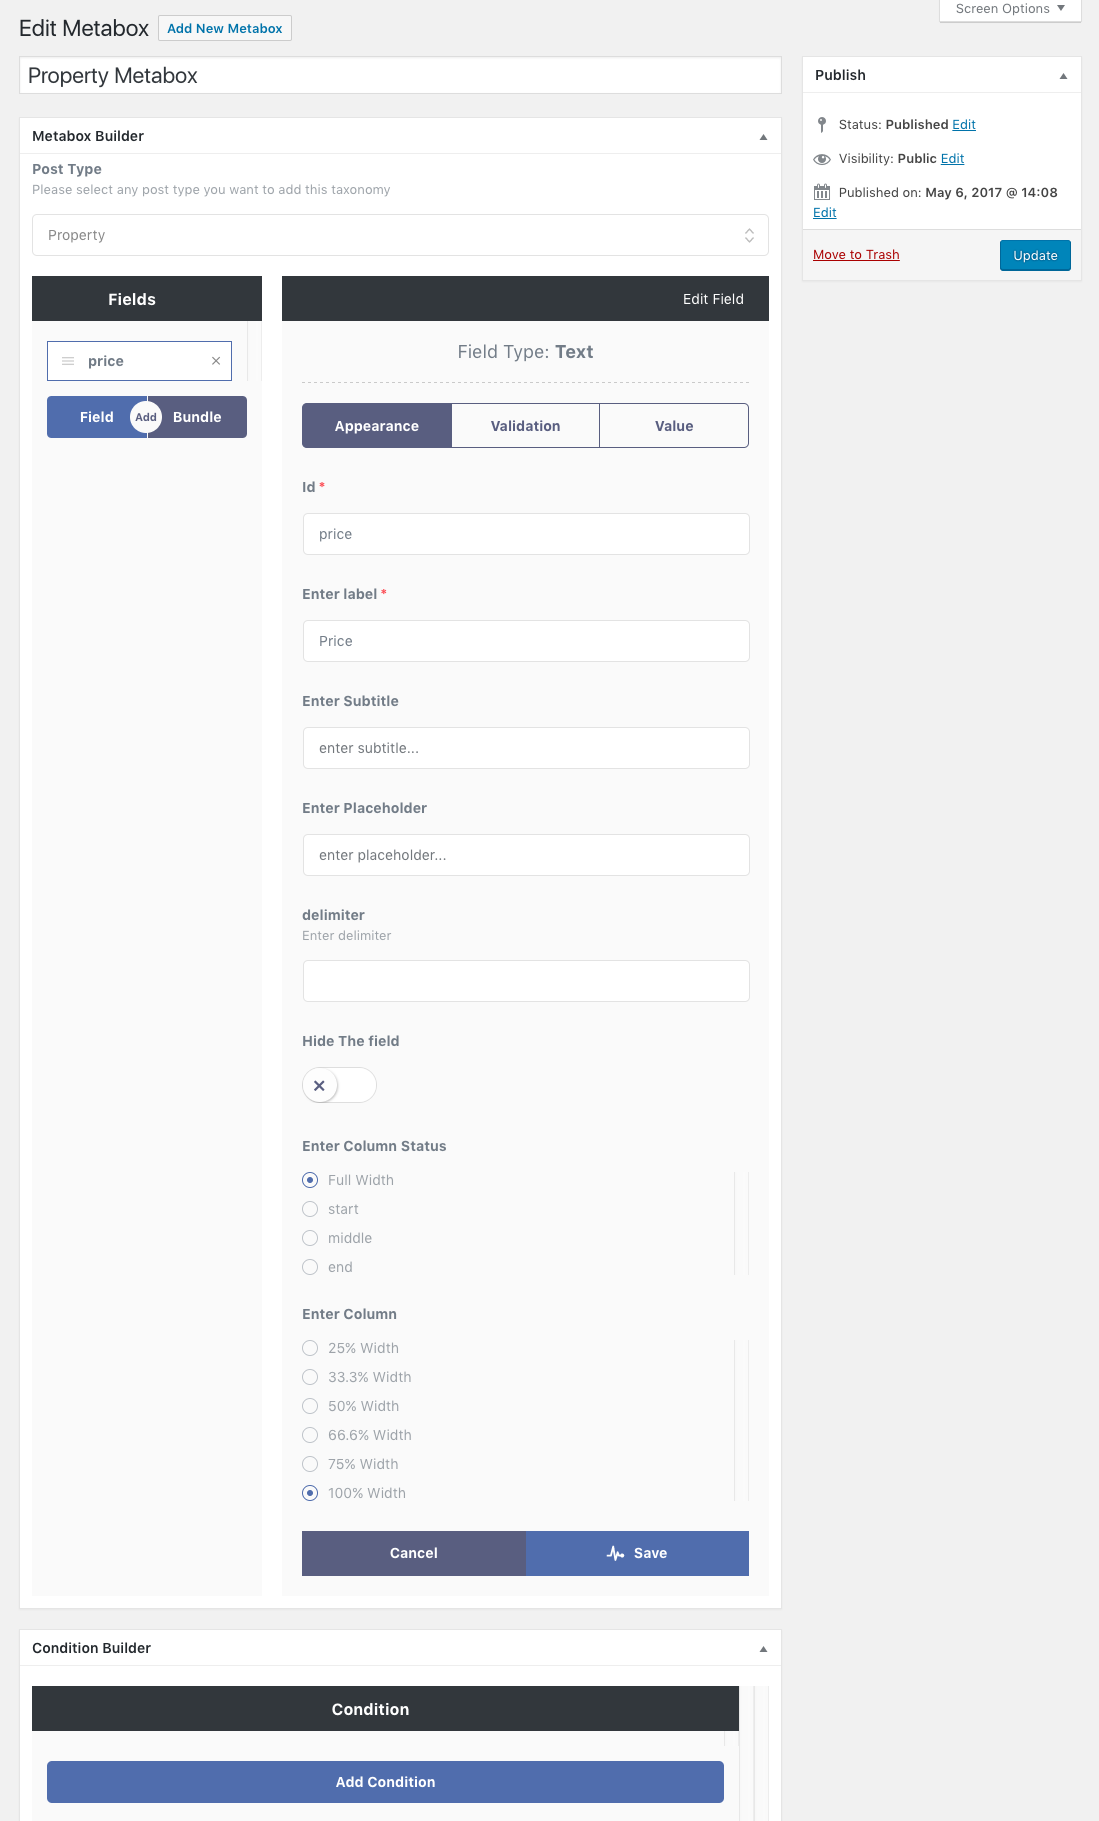 Screen Options
Edit Metabox Add New Metabox
Property Metabox
Metabox Builder
Post Type
Please select any post type you want to add this taxonomy
Property
Fields
price
Field Add Bundle
Edit Field
Field Type: Text
Appearance Validation Value
Id *
price
Enter label *
Price
Enter Subtitle
enter subtitle...
Enter Placeholder
enter placeholder...
delimiter
Enter delimiter
Hide The field
Enter Column Status
Full Width
start
middle
end
Enter Column
25% Width
33.3% Width
50% Width
66.6% Width
75% Width
100% Width
Cancel Save
Condition Builder
Condition
Add Condition
Publish
Status: Published Edit
Visibility: Public Edit
Published on: May 6, 2017 @ 14:08
Edit
Move to Trash Update